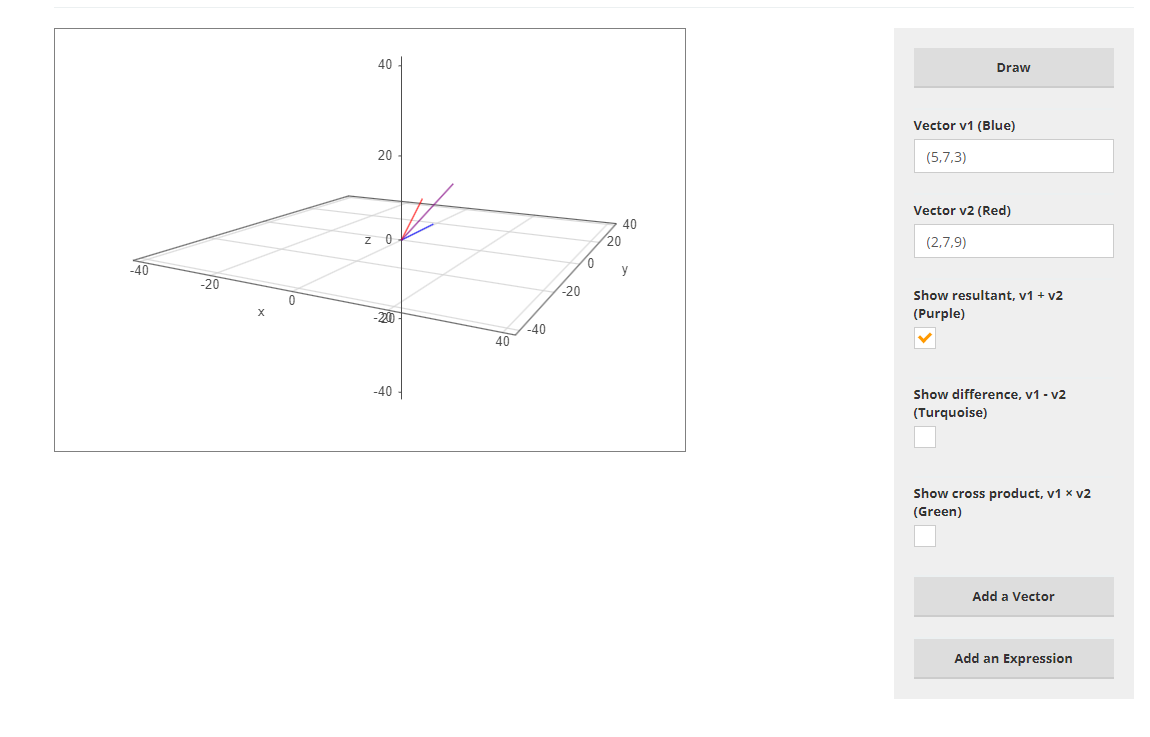 40
20
z
0
-20
-40
-40
-20
0
20
40
x
-40
-20
0
20
40
y
Draw
Vector v1 (Blue)
(5,7,3)
Vector v2 (Red)
(2,7,9)
Show resultant, v1 + v2
(Purple)
Show difference, v1 - v2
(Turquoise)
Show cross product, v1 × v2
(Green)
Add a Vector
Add an Expression